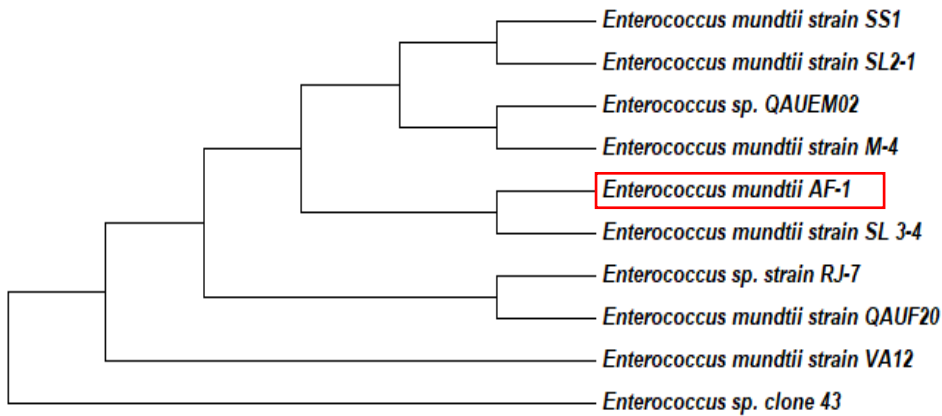 Enterococcus mundtii strain SS1
Enterococcus mundtii strain SL2-1
Enterococcus sp. QAUEM02
Enterococcus mundtii strain M-4
Enterococcus mundtii AF-1
Enterococcus mundtii strain SL 3-4
Enterococcus sp. strain RJ-7
Enterococcus mundtii strain QAUF20
Enterococcus mundtii strain VA12
Enterococcus sp. clone 43